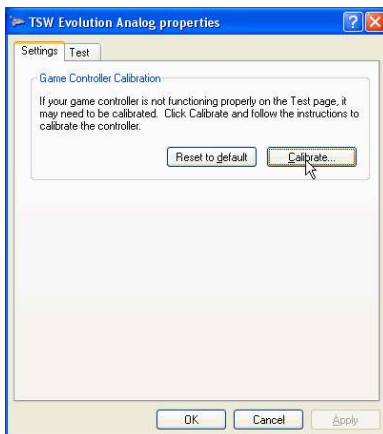 TSW Evolution Analog properties
Settings Test
Game Controller Calibration
If your game controller is not functioning properly on the Test page, it
may need to be calibrated. Click Calibrate and follow the instructions to
calibrate the controller.
Reset to default Calibrate...
OK Cancel Apply